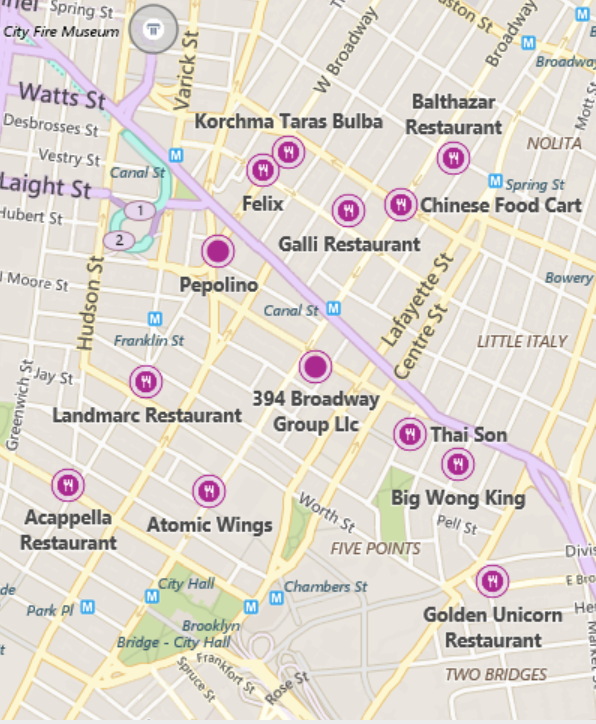 nel
Spring St
City Fire Museum
Varick St
W Broadway
ston St
Broadway
Broadway
Watts St
Desbrosses St
Vestry St
Canal St
Laight St
Hubert St
1
2
Korchma Taras Bulba
Felix
Balthazar
Restaurant
Mott St
NOLITA
Spring St
Chinese Food Cart
Galli Restaurant
Pepolino
J Moore St
Hudson St
Canal St
Lafayette St
Centre St
Bowery
LITTLE ITALY
Franklin St
Jay St
Greenwich St
Landmarc Restaurant
394 Broadway
Group Llc
Thai Son
Big Wong King
Acappella
Restaurant
Atomic Wings
Worth St
Pell St
FIVE POINTS
Divis
E Bro
City Hall
Chambers St
Park Pl
Brooklyn
Bridge - City Hall
Golden Unicorn
Restaurant
Market St
Frankfort St
Spruce St
Rose St
TWO BRIDGES